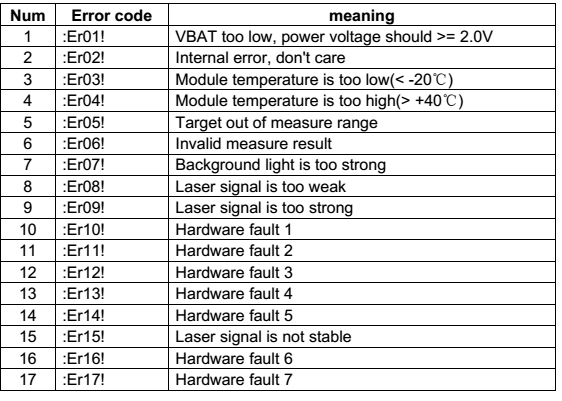 Num Error code meaning
1 :Er01! VBAT too low, power voltage should >= 2.0V
2 :Er02! Internal error, don't care
3 :Er03! Module temperature is too low(< -20℃)
4 :Er04! Module temperature is too high(> +40℃)
5 :Er05! Target out of measure range
6 :Er06! Invalid measure result
7 :Er07! Background light is too strong
8 :Er08! Laser signal is too weak
9 :Er09! Laser signal is too strong
10 :Er10! Hardware fault 1
11 :Er11! Hardware fault 2
12 :Er12! Hardware fault 3
13 :Er13! Hardware fault 4
14 :Er14! Hardware fault 5
15 :Er15! Laser signal is not stable
16 :Er16! Hardware fault 6
17 :Er17! Hardware fault 7